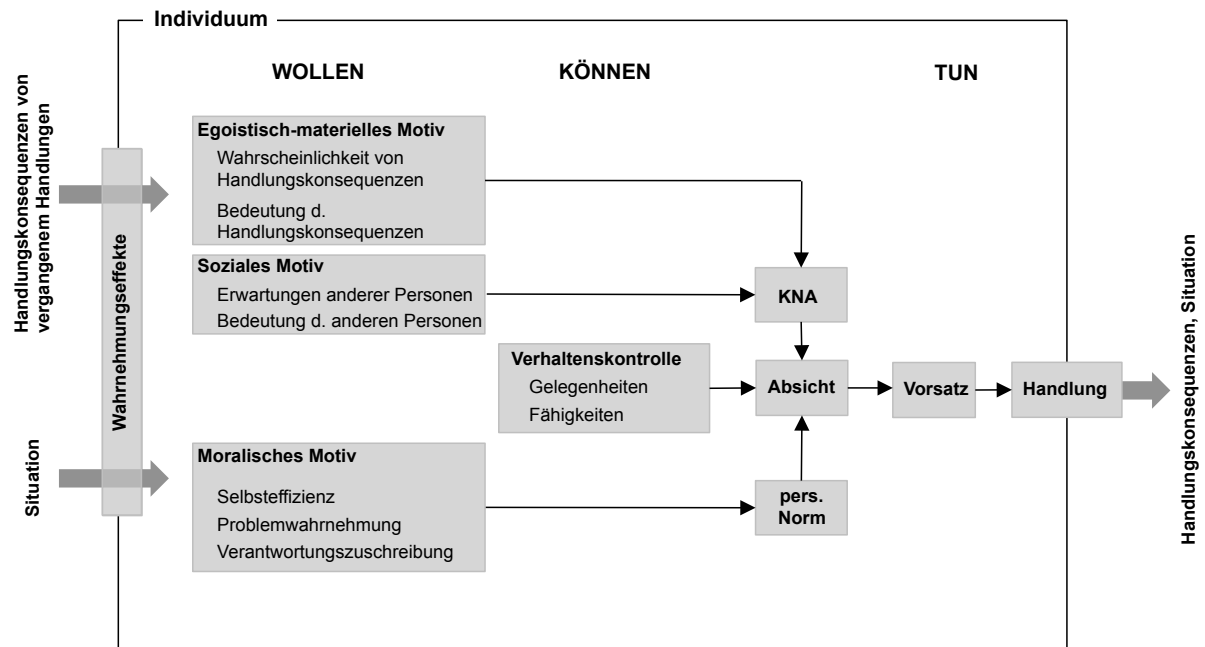 Individuum
WOLLEN
KÖNNEN
TUN
Handlungskonsequenzen von
vergangenem Handlungen
Situation
Wahrnehmungseffekte
Egoistisch-materielles Motiv
Wahrscheinlichkeit von
Handlungskonsequenzen
Bedeutung d.
Handlungskonsequenzen
Soziales Motiv
Erwartungen anderer Personen
Bedeutung d. anderen Personen
KNA
Verhaltenskontrolle
Gelegenheiten
Fähigkeiten
Absicht
Vorsatz
Handlung
Moralisches Motiv
Selbsteffizienz
Problemwahrnehmung
Verantwortungszuschreibung
pers.
Norm
Handlungskonsequenzen, Situation